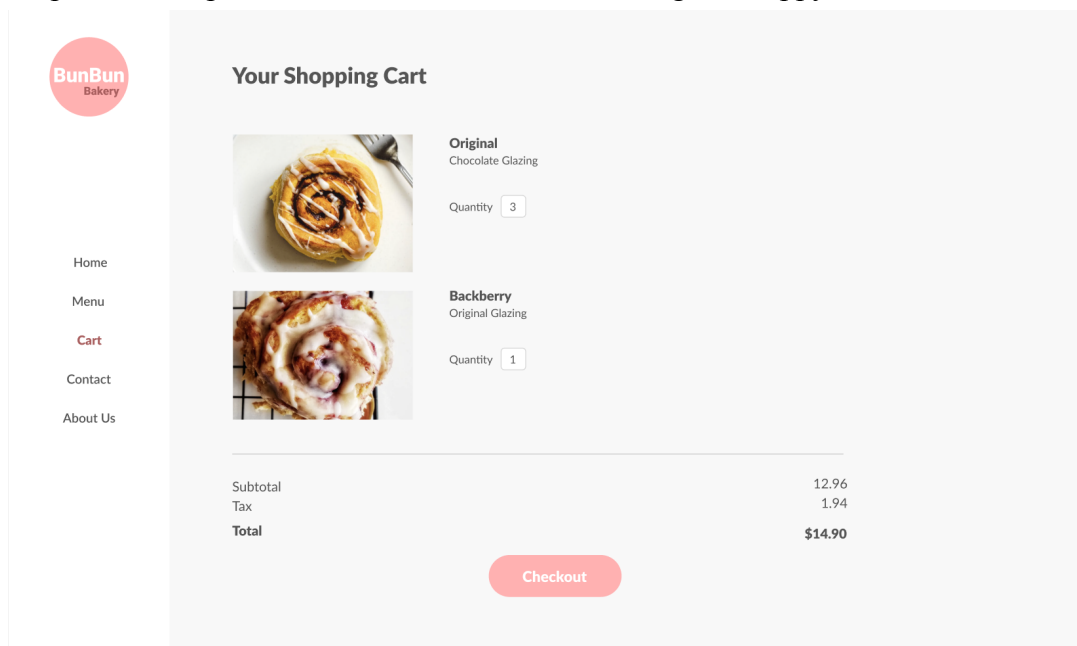 BunBun
Bakery
Home
Menu
Cart
Contact
About Us
Your Shopping Cart
Original
Chocolate Glazing
Quantity 3
Backberry
Original Glazing
Quantity 1
Subtotal 12.96
Tax 1.94
Total $14.90
Checkout